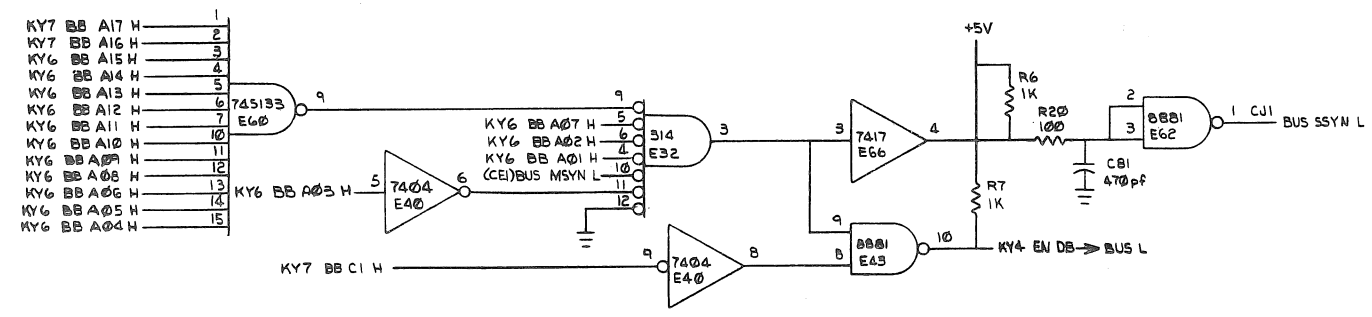 KY7 BB A17 H 1
KY7 BB A16 H 2
KY6 BB A15 H 3
KY6 BB A14 H 4
KY6 BB A13 H 5
KY6 BB A12 H 6
KY6 BB A11 H 7
KY6 BB A10 H 10
KY6 BB A09 H 11
KY6 BB A08 H 12
KY6 BB A06 H 13
KY6 BB A05 H 14
KY6 BB A04 H 15
74S133
E60
9
KY6 BB A03 H 5
7404
E40
6
9
KY6 BB A07 H 5
KY6 BB A02 H 6
KY6 BB A01 H 4
(CE1)BUS MSYN L 10
11
12
314
E32
3
KY7 BB C1 H 9
7404
E40
8
3
7417
E66
4
9
8
8881
E43
10
KY4 EN DB→BUS L
+5V
R6
1K
R20
100
R7
1K
C81
470pf
2
3
8881
E62
1 CJ1
BUS SSYN L